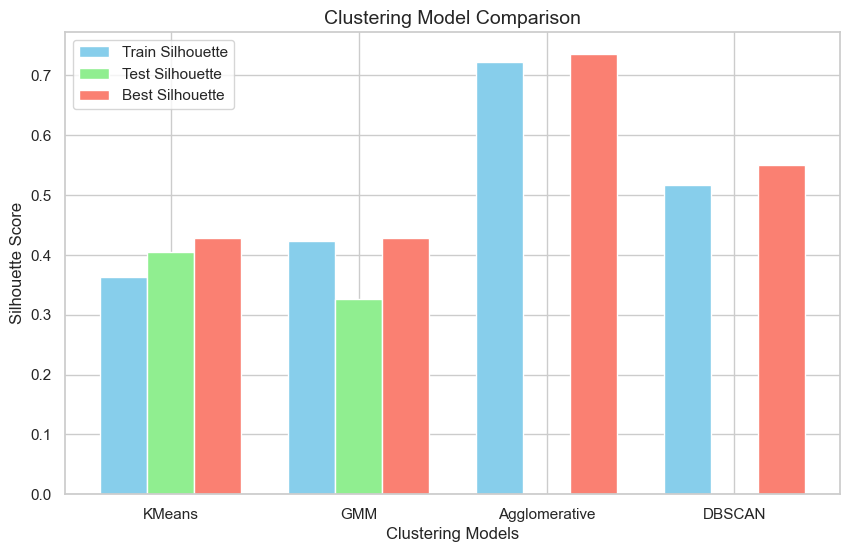 Clustering Model Comparison
Train Silhouette
Test Silhouette
Best Silhouette
Silhouette Score
0.7
0.6
0.5
0.4
0.3
0.2
0.1
0.0
KMeans
GMM
Agglomerative
DBSCAN
Clustering Models